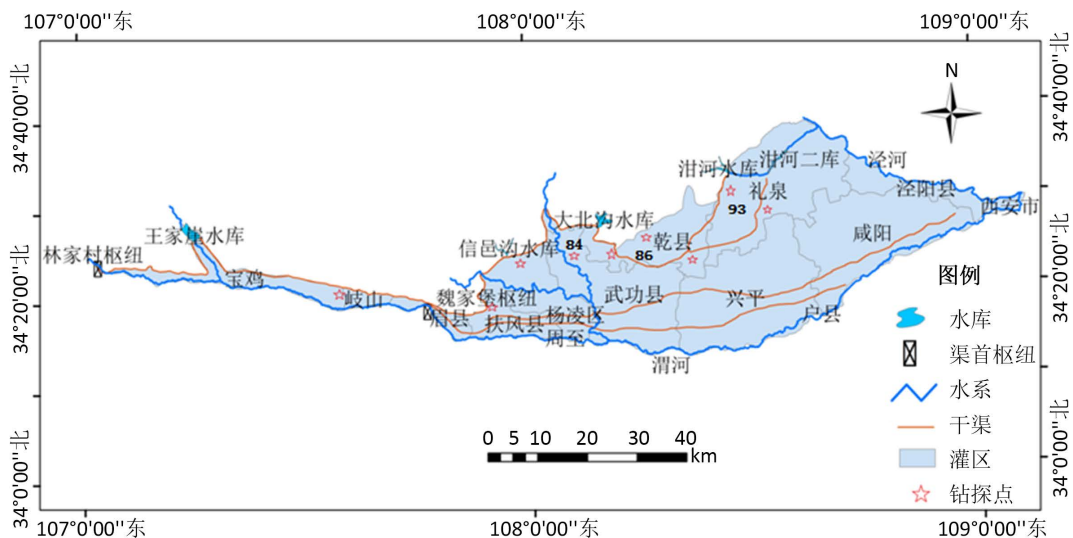 107°0'00''东 108°0'00''东 109°0'00''东
34°40'00''北
34°20'00''北
34°0'00''北
34°40'00''北
34°20'00''北
34°0'00''北
N
泔河水库
泔河二库
泾河
礼泉
泾阳县
西安市
93
大北沟水库
王家崖水库
咸阳
84
乾县
信邑沟水库
86
林家村枢纽
宝鸡
岐山
魏家堡枢纽
武功县
兴平
眉县
扶风县
杨凌区
户县
周至
渭河
图例
水库
渠首枢纽
水系
干渠
灌区
钻探点
0 5 10 20 30 40
km
107°0'00''东 108°0'00''东 109°0'00''东